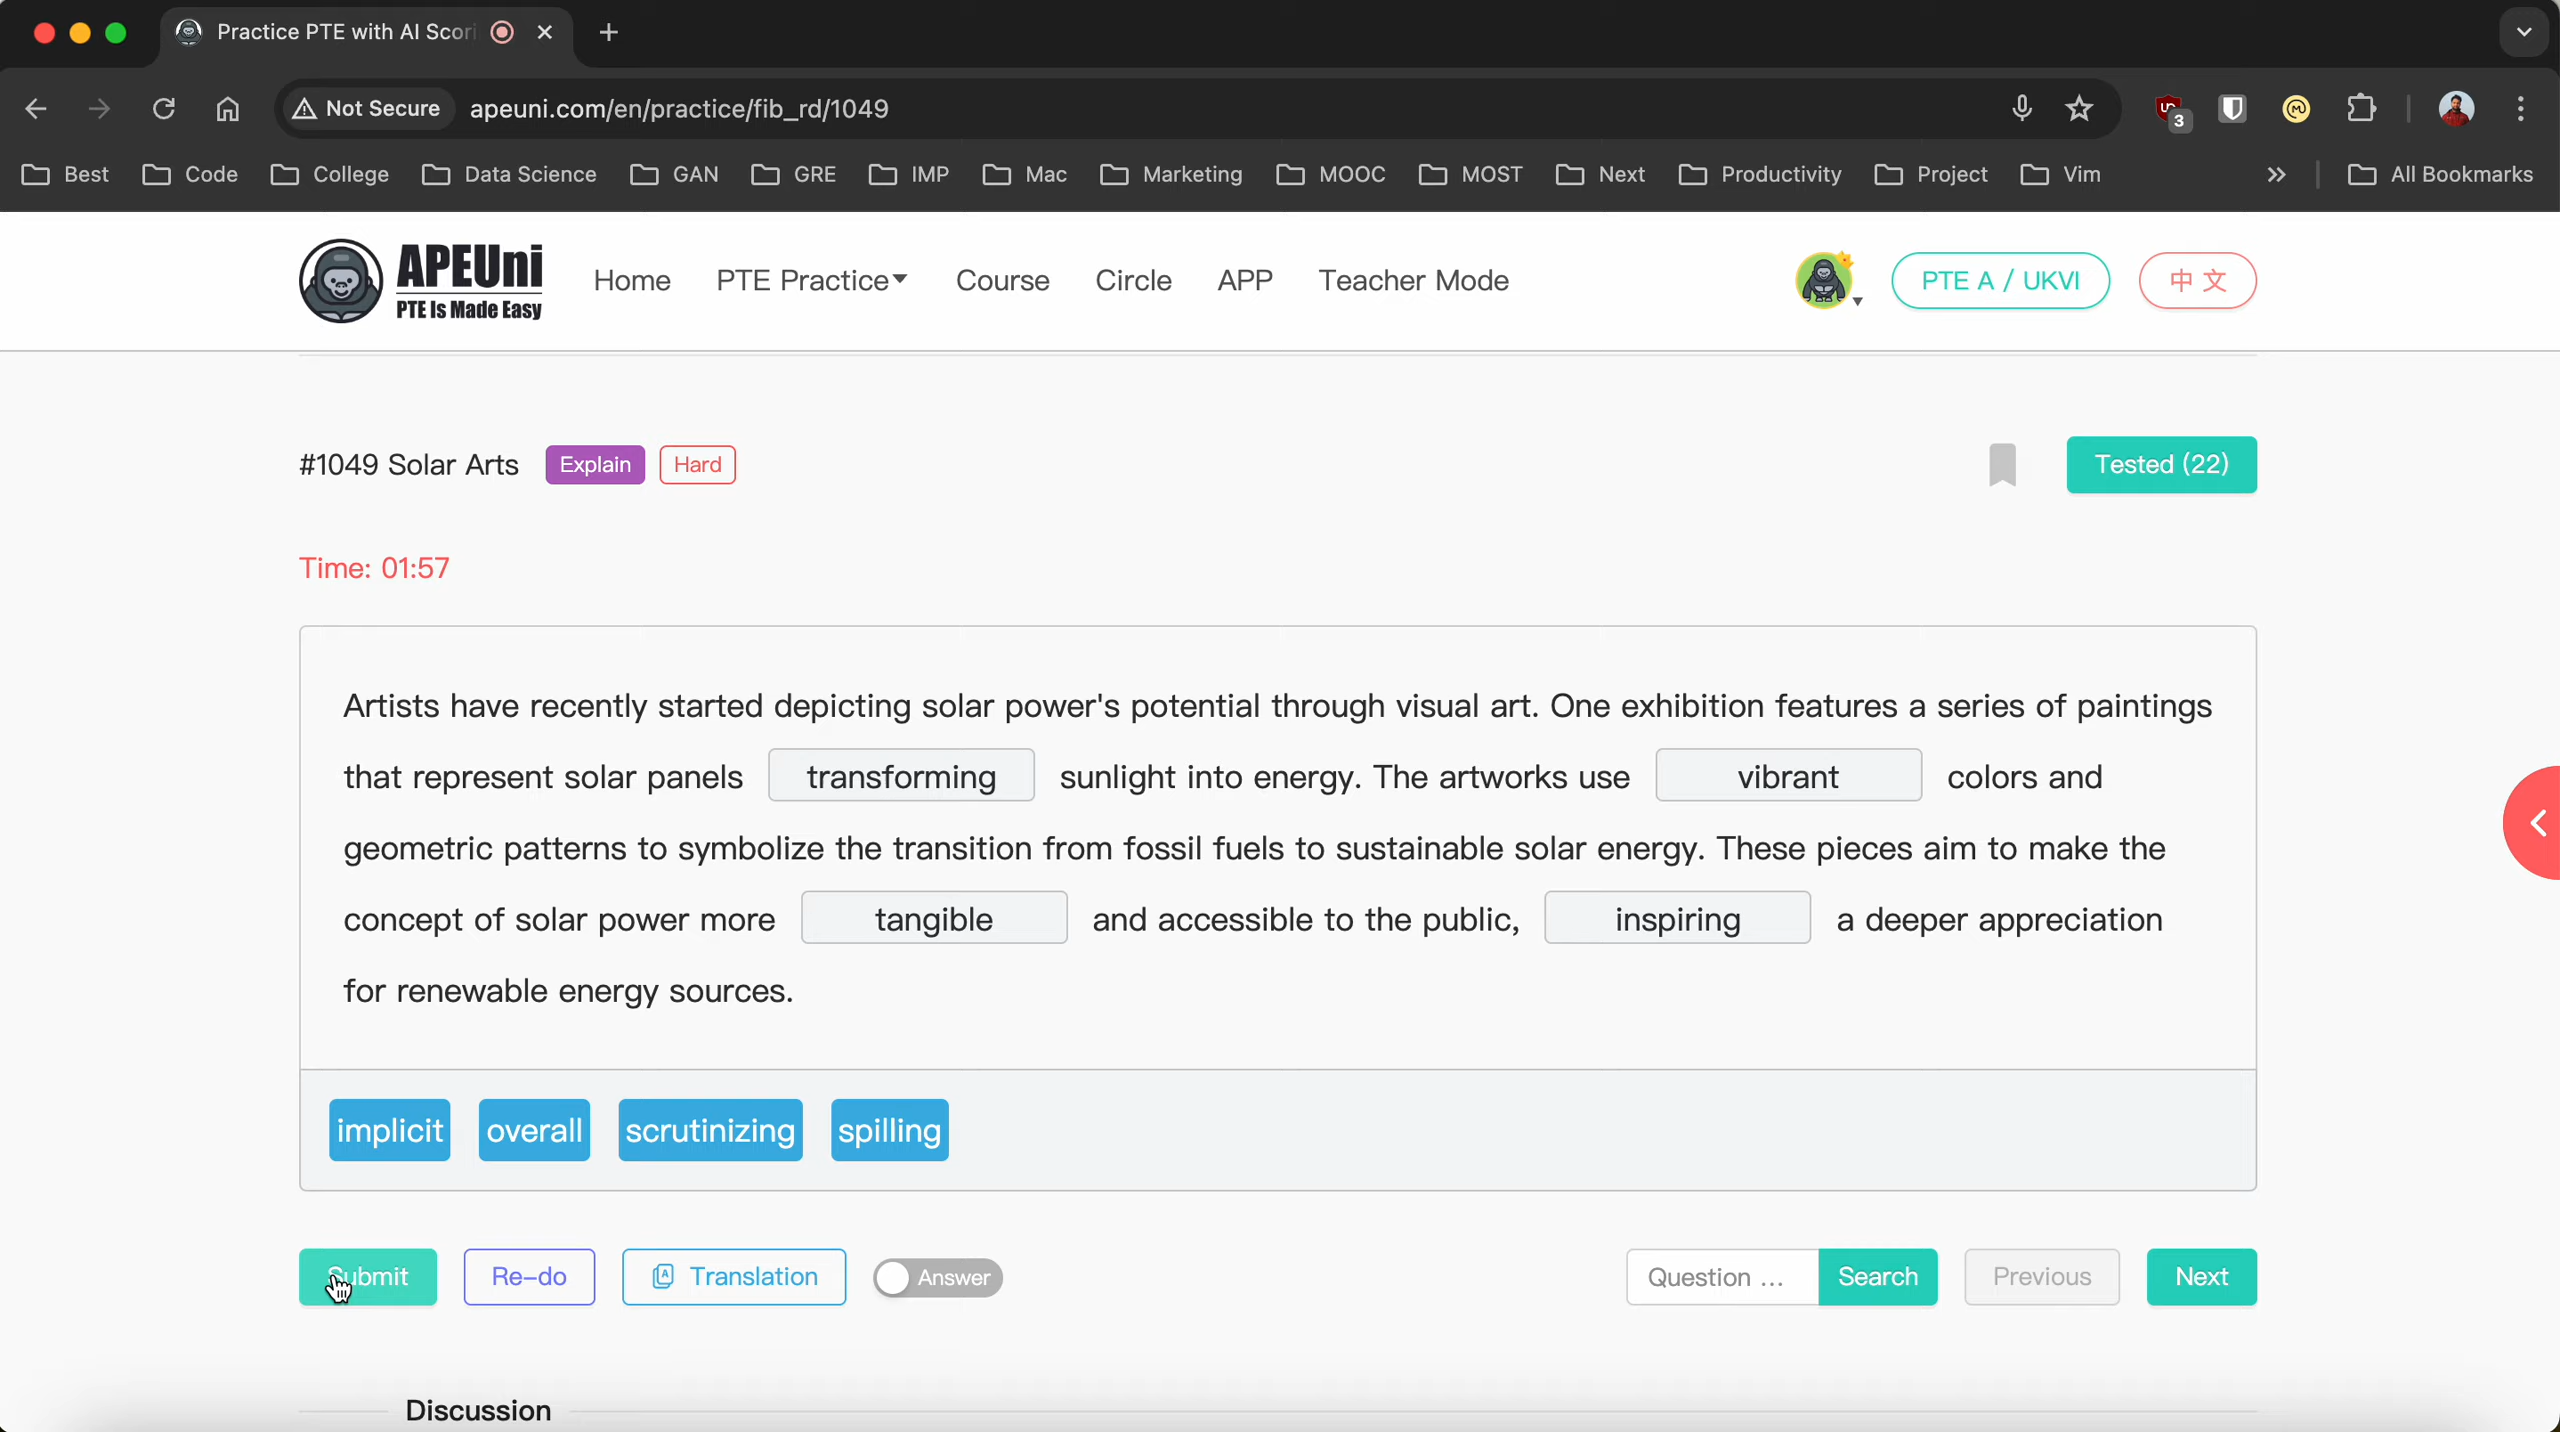 Practice PTE with AI Scori
Not Secure apeuni.com/en/practice/fib_rd/1049 3
Best Code College Data Science GAN GRE IMP Mac Marketing MOOC MOST Next Productivity Project Vim All Bookmarks
APEUni
PTE Is Made Easy
Home PTE Practice Course Circle APP Teacher Mode PTE A / UKVI 中文
#1049 Solar Arts Explain Hard Tested (22)
Time: 01:57
Artists have recently started depicting solar power's potential through visual art. One exhibition features a series of paintings
that represent solar panels transforming sunlight into energy. The artworks use vibrant colors and
geometric patterns to symbolize the transition from fossil fuels to sustainable solar energy. These pieces aim to make the
concept of solar power more tangible and accessible to the public, inspiring a deeper appreciation
for renewable energy sources.
implicit overall scrutinizing spilling
Submit Re-do Translation Answer Question ... Search Previous Next
Discussion